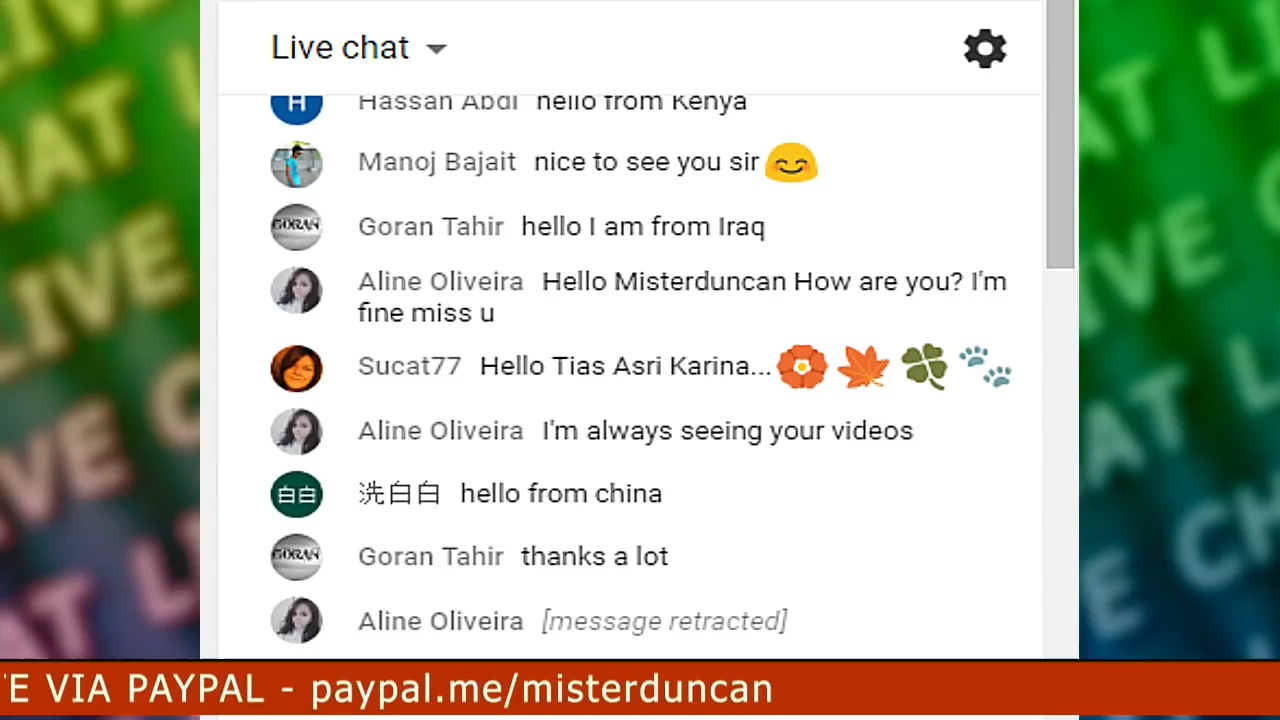 Live chat
Hassan Abdi hello from Kenya
Manoj Bajait nice to see you sir
Goran Tahir hello I am from Iraq
Aline Oliveira Hello Misterduncan How are you? I'm
fine miss u
Sucat77 Hello Tias Asri Karina...
Aline Oliveira I'm always seeing your videos
白白 洗白白 hello from china
Goran Tahir thanks a lot
Aline Oliveira [message retracted]
E VIA PAYPAL - paypal.me/misterduncan